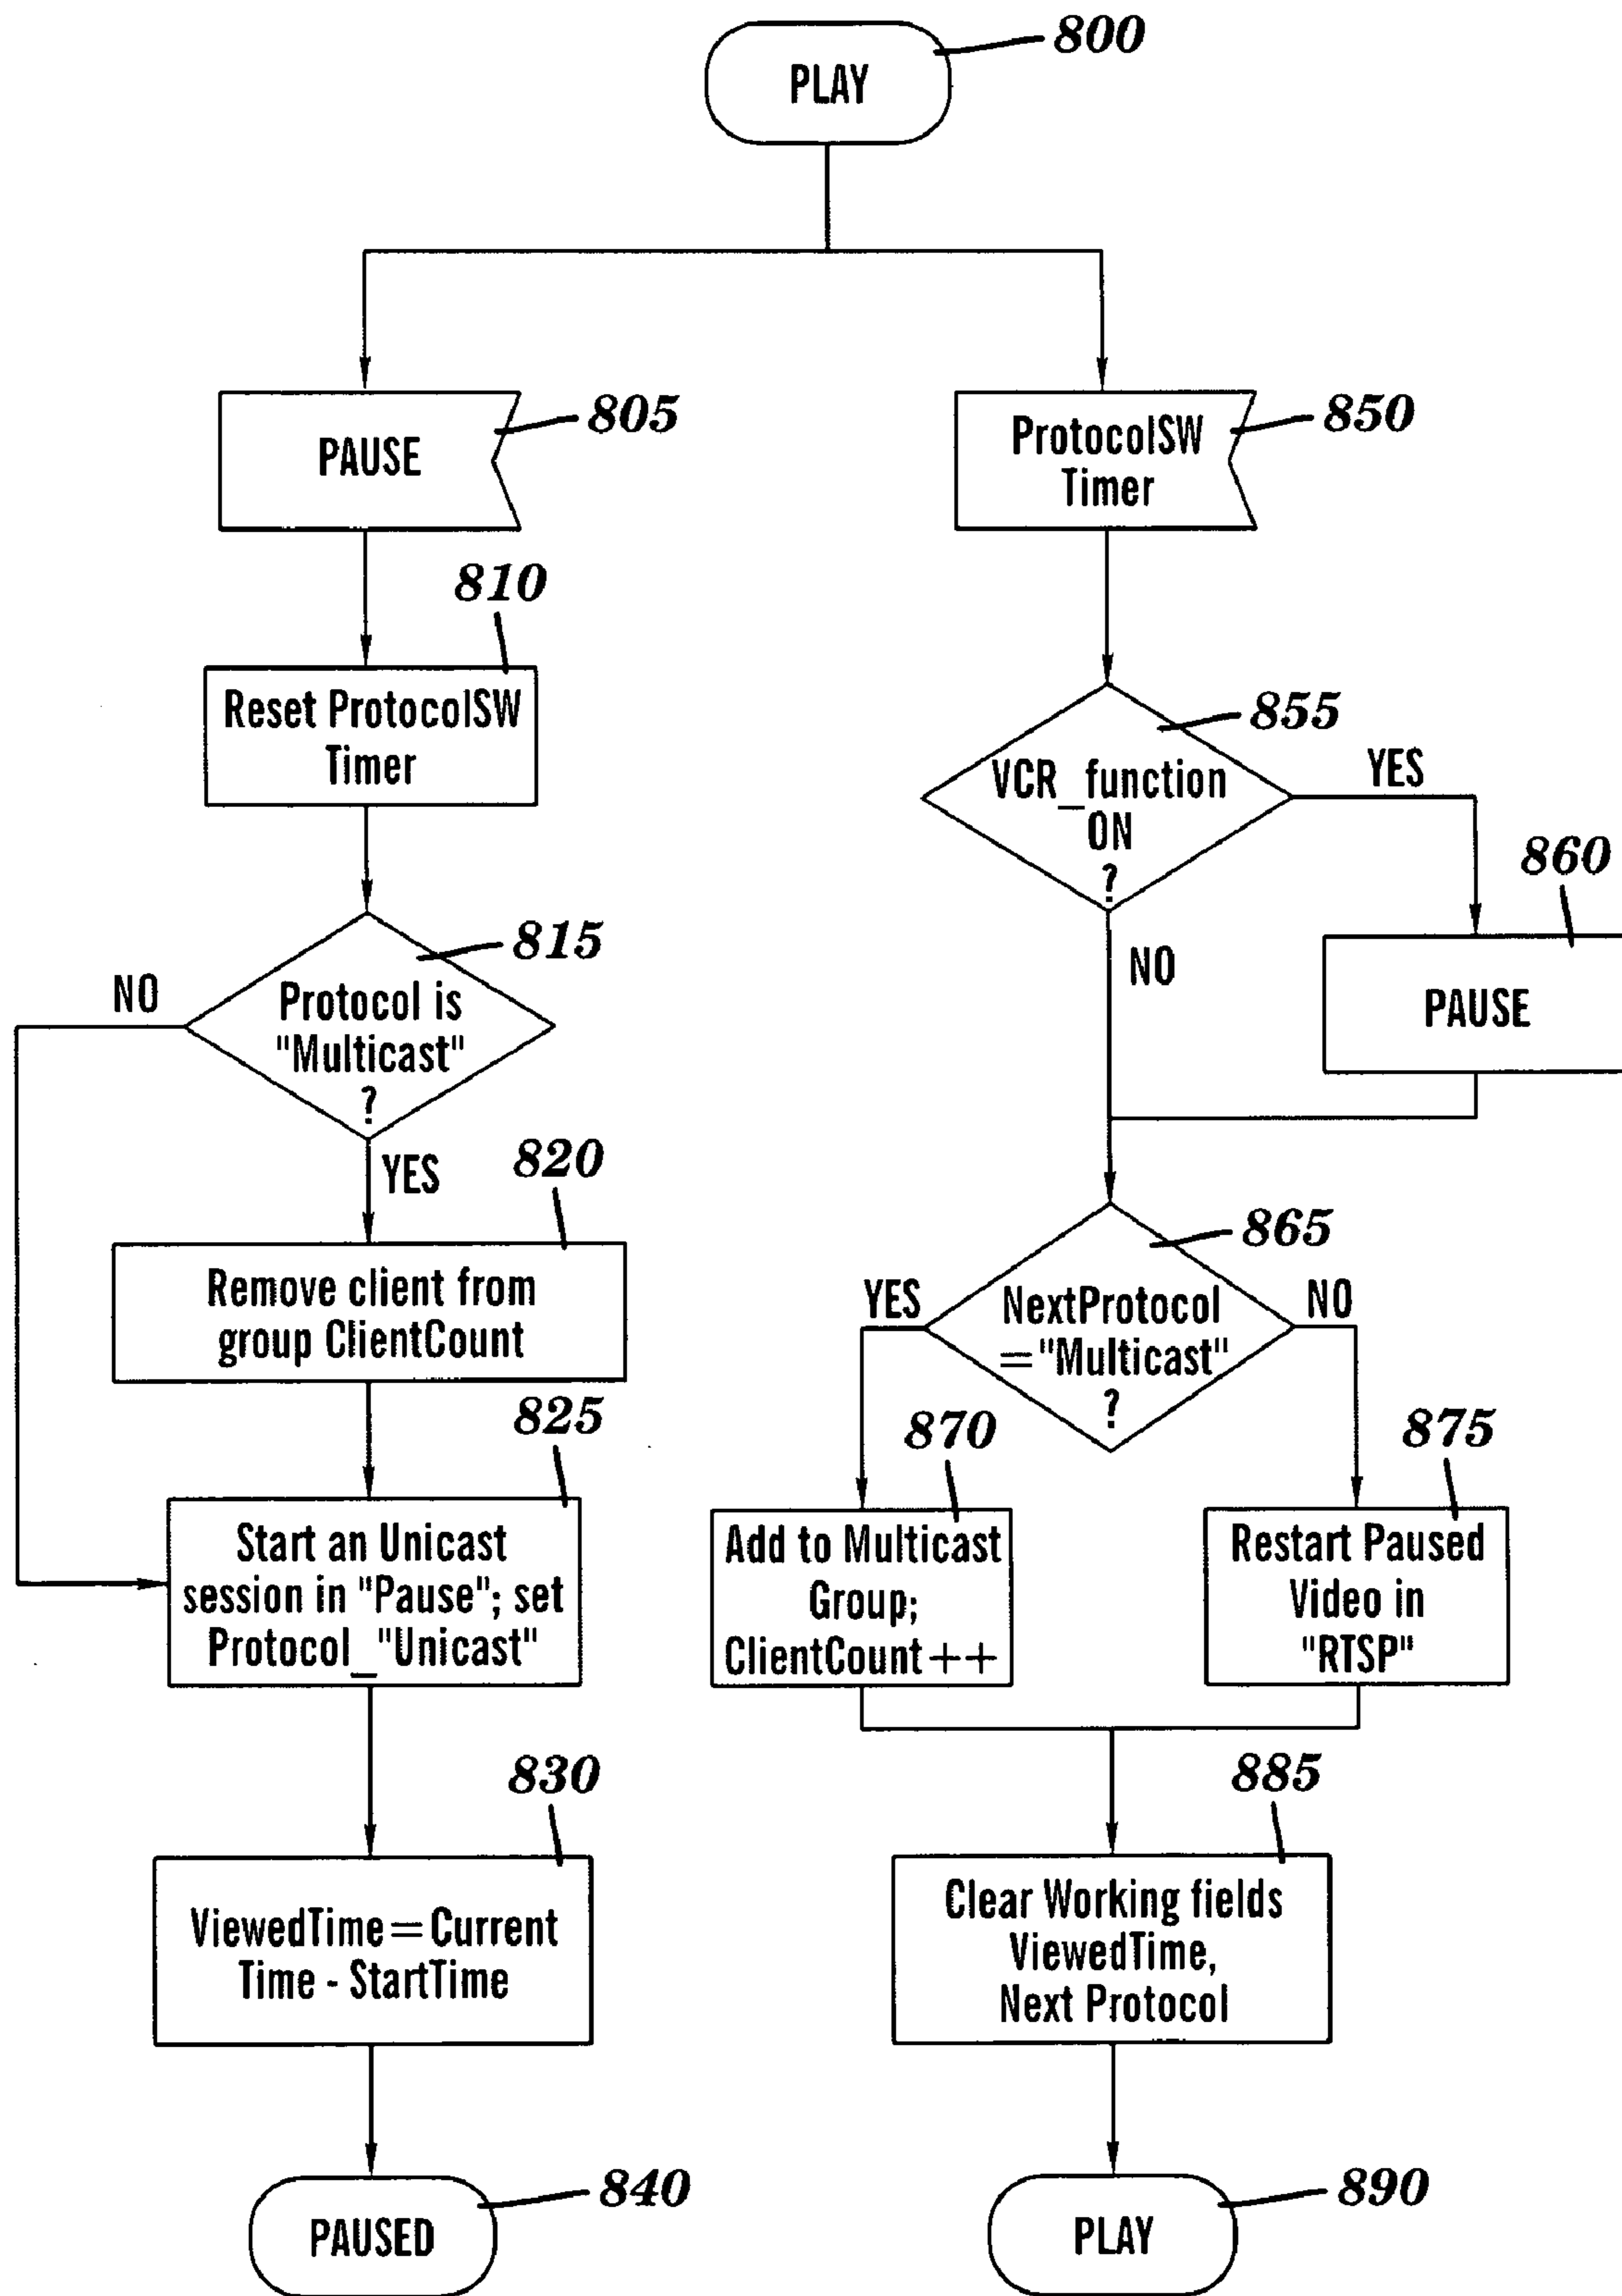 800
PLAY
805
PAUSE
850
ProtocolSW
Timer
810
Reset ProtocolSW
Timer
855
VCR_function
ON
?
YES
NO
860
PAUSE
815
Protocol is
"Multicast"
?
NO
YES
820
Remove client from
group ClientCount
865
NextProtocol
="Multicast"
?
YES
NO
825
Start an Unicast
session in "Pause"; set
Protocol_"Unicast"
870
Add to Multicast
Group;
ClientCount++
875
Restart Paused
Video in
"RTSP"
830
ViewedTime=Current
Time - StartTime
885
Clear Working fields
ViewedTime,
Next Protocol
840
PAUSED
890
PLAY